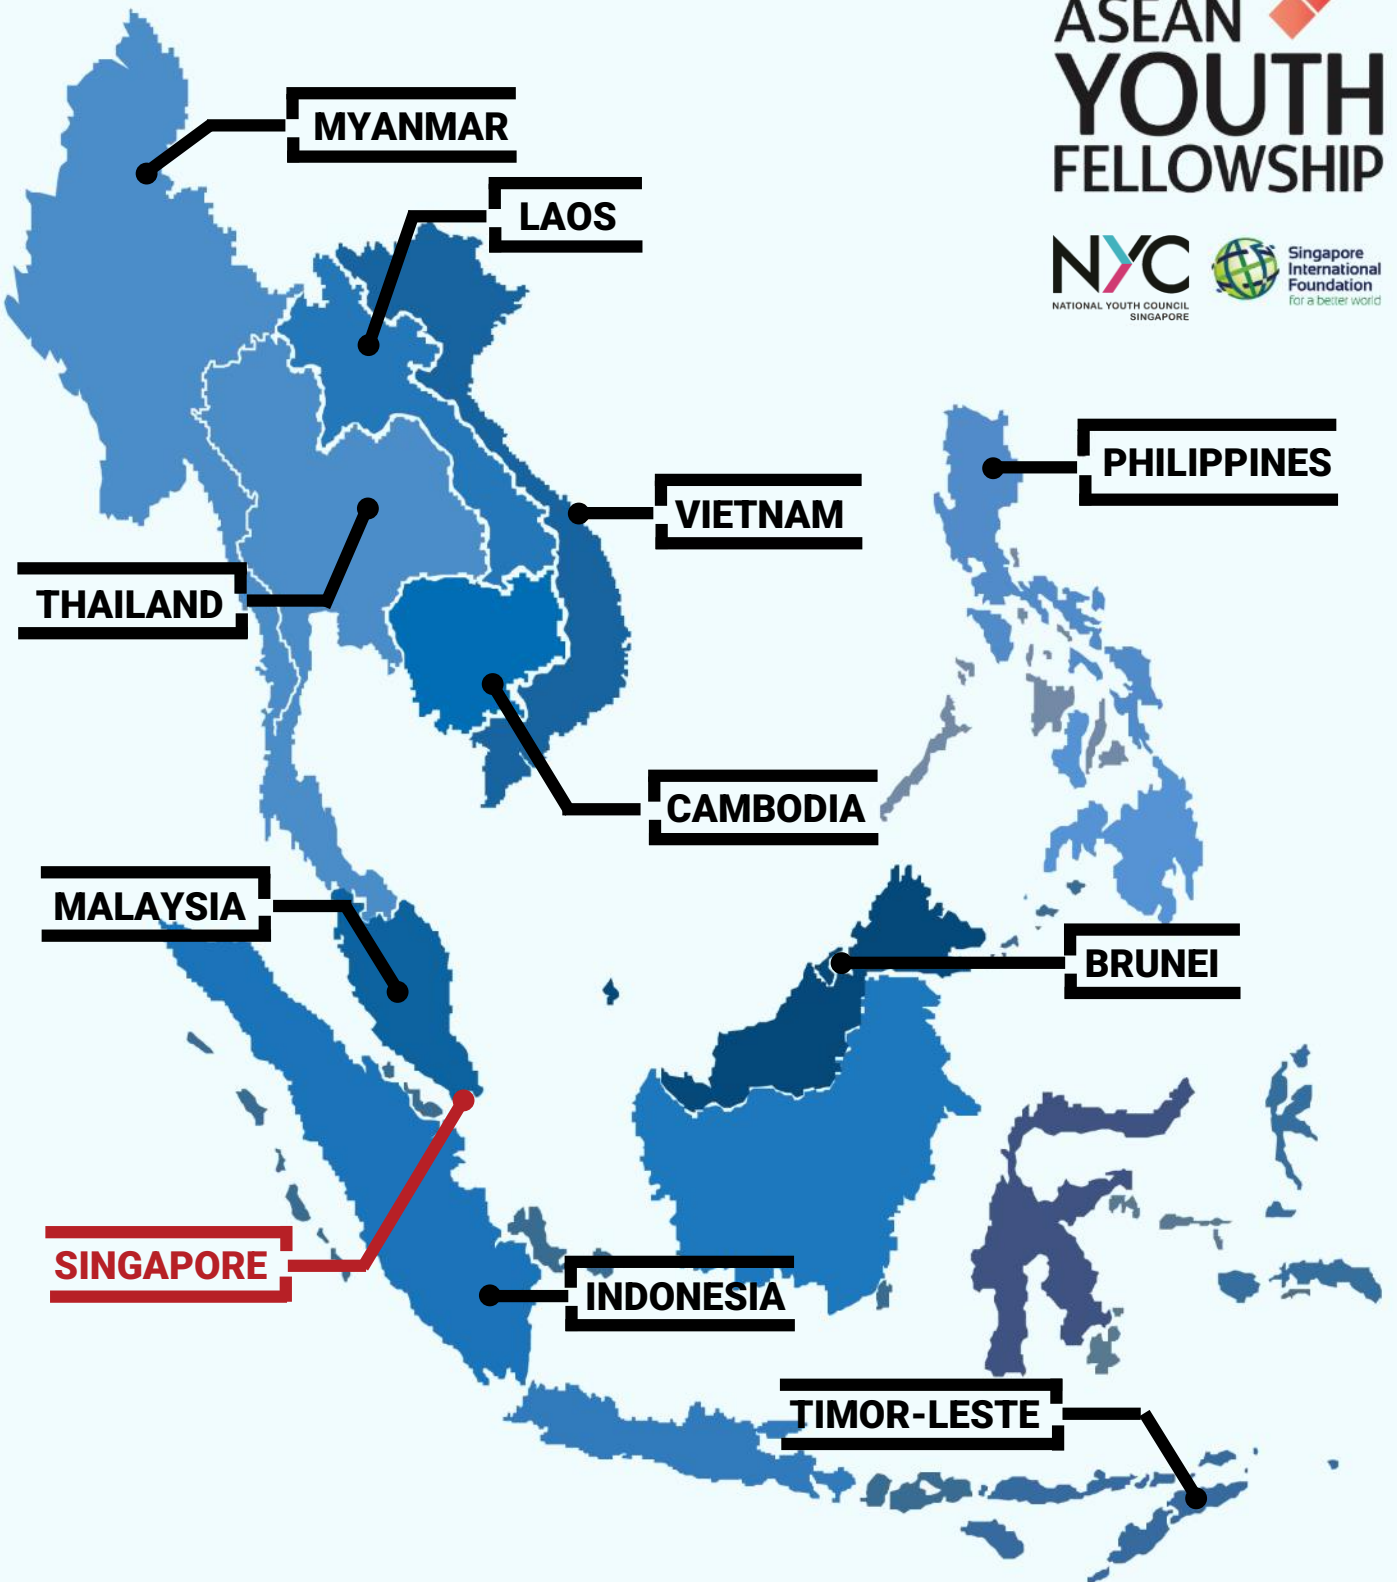 ASEAN
YOUTH
FELLOWSHIP
NYC
NATIONAL YOUTH COUNCIL
SINGAPORE
Singapore
International
Foundation
for a better world
MYANMAR
LAOS
PHILIPPINES
VIETNAM
THAILAND
CAMBODIA
MALAYSIA
BRUNEI
SINGAPORE
INDONESIA
TIMOR-LESTE